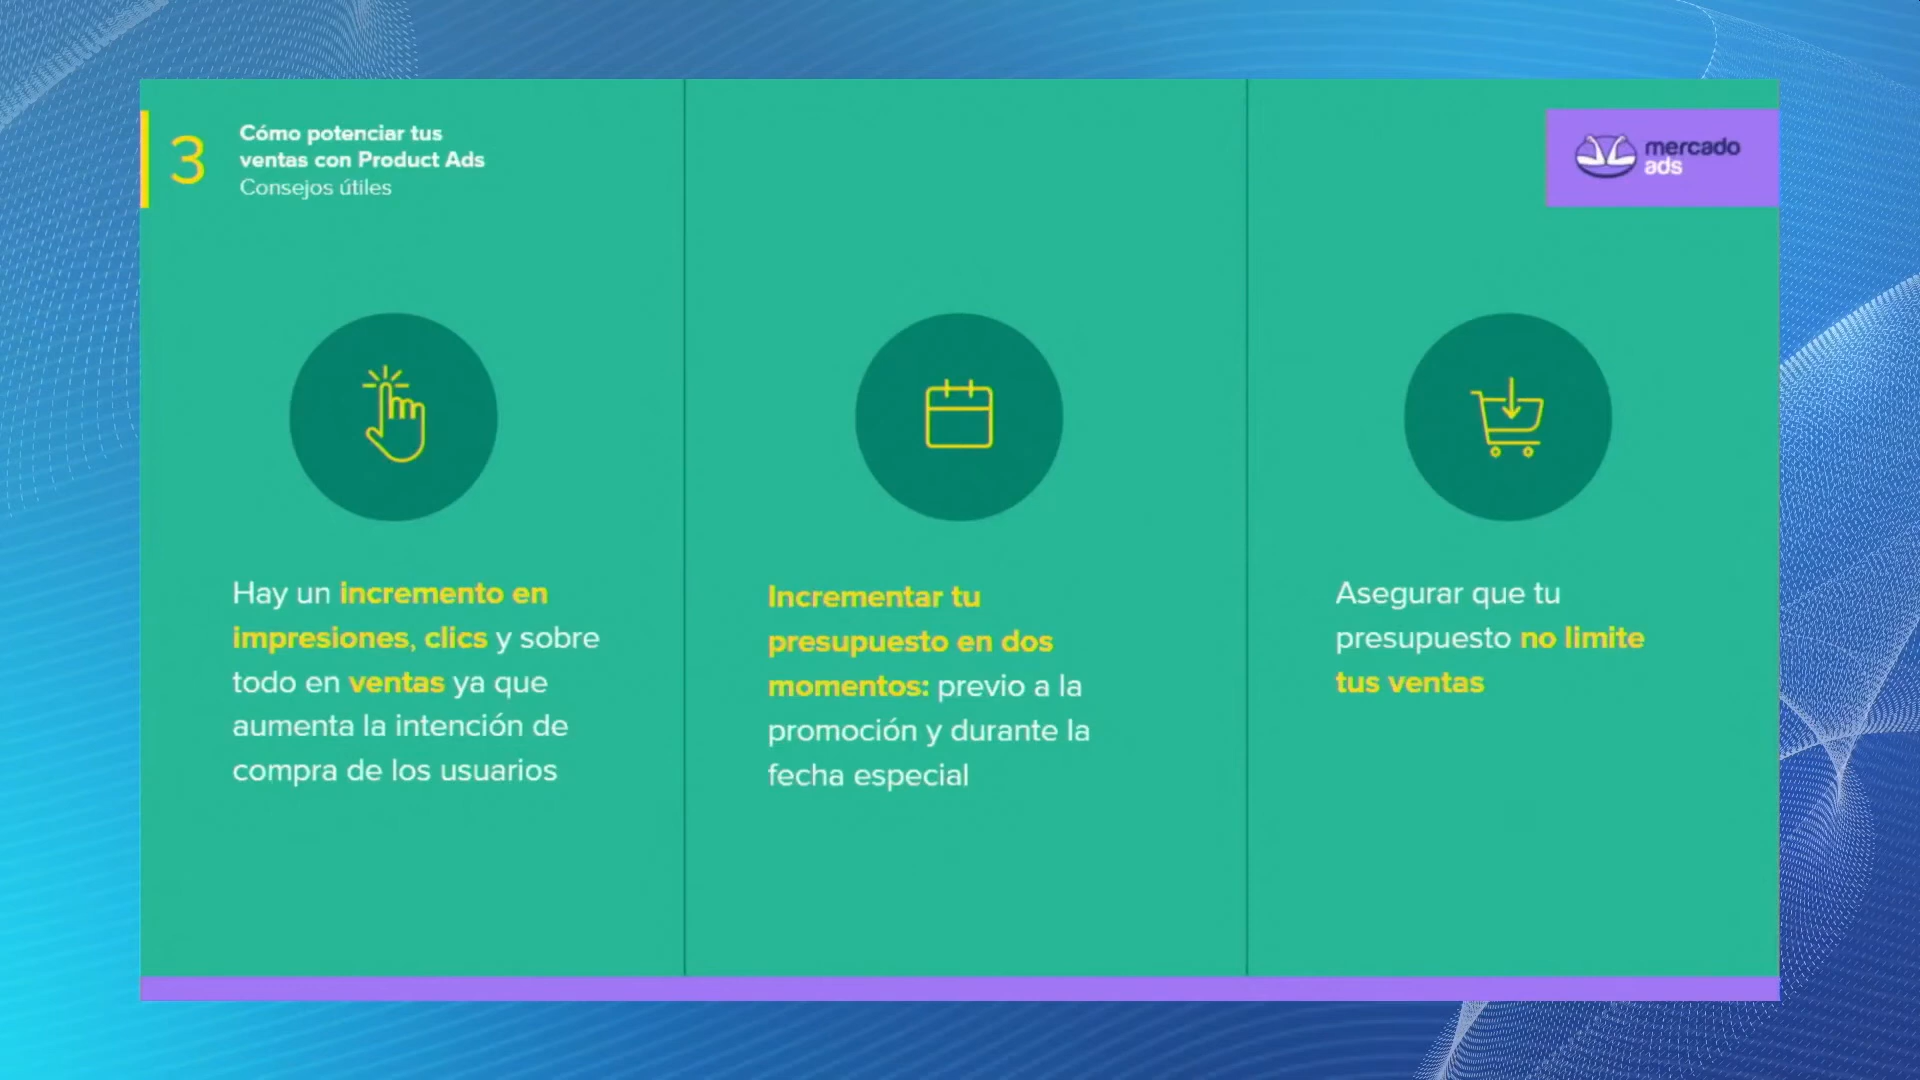 3
Cómo potenciar tus
ventas con Product Ads
Consejos útiles
mercado
ads
Hay un incremento en
impresiones, clics y sobre
todo en ventas ya que
aumenta la intención de
compra de los usuarios
Incrementar tu
presupuesto en dos
momentos: previo a la
promoción y durante la
fecha especial
Asegurar que tu
presupuesto no limite
tus ventas